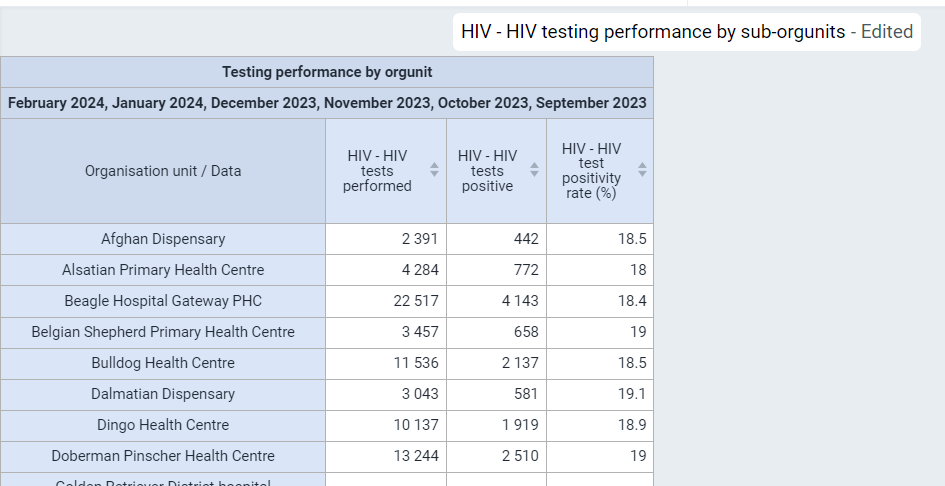 HIV - HIV testing performance by sub-orgunits - Edited
Testing performance by orgunit
February 2024, January 2024, December 2023, November 2023, October 2023, September 2023
Organisation unit / Data
HIV - HIV
tests
performed
HIV - HIV
tests
positive
HIV - HIV
test
positivity
rate (%)
Afghan Dispensary 2 391 442 18.5
Alsatian Primary Health Centre 4 284 772 18
Beagle Hospital Gateway PHC 22 517 4 143 18.4
Belgian Shepherd Primary Health Centre 3 457 658 19
Bulldog Health Centre 11 536 2 137 18.5
Dalmatian Dispensary 3 043 581 19.1
Dingo Health Centre 10 137 1 919 18.9
Doberman Pinscher Health Centre 13 244 2 510 19
Golden Retriever District hospital